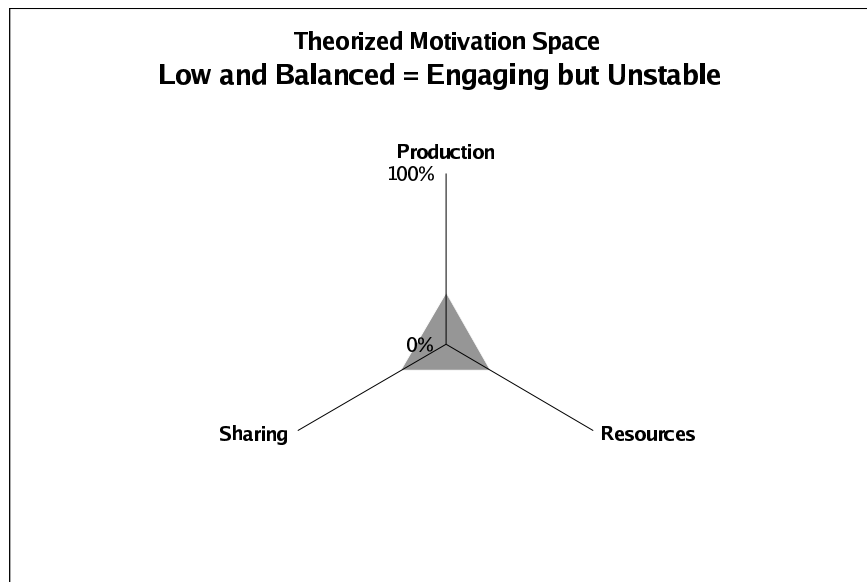 Theorized Motivation Space
Low and Balanced = Engaging but Unstable
Production
100%
0%
Sharing
Resources